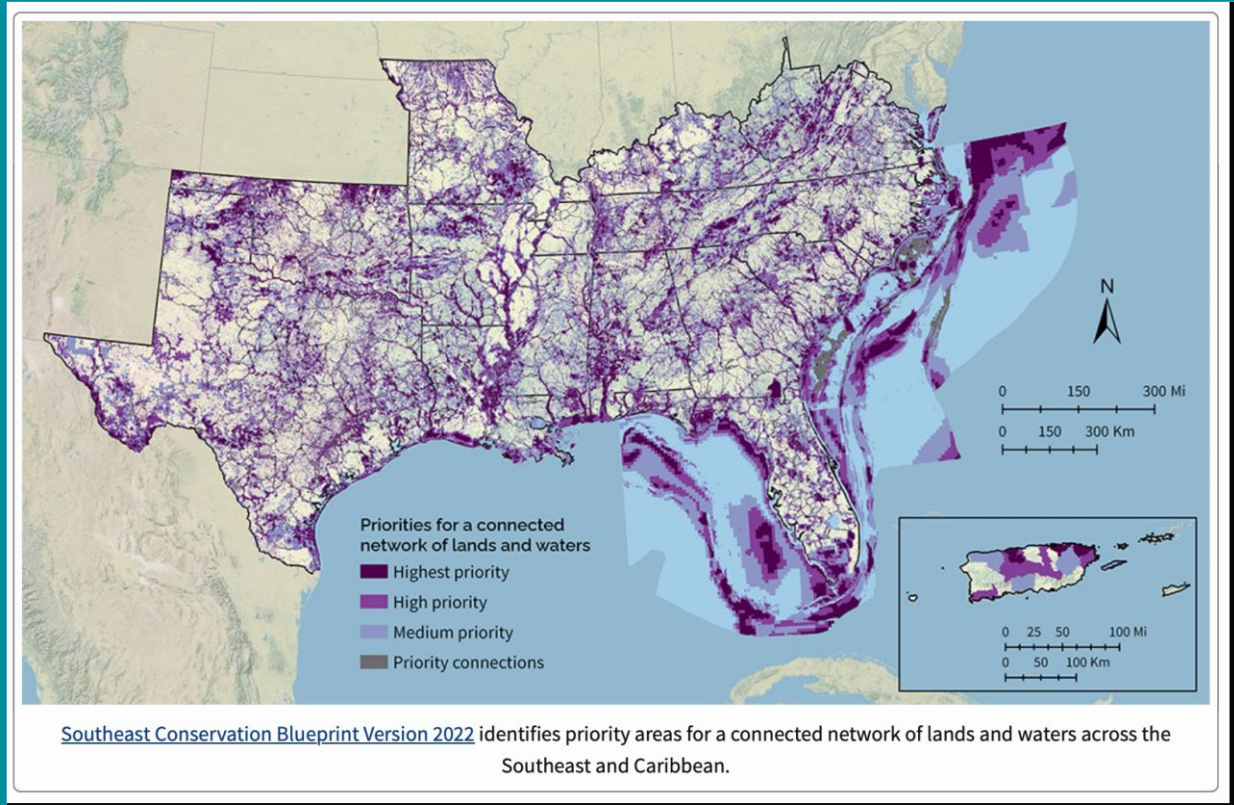 N
0 150 300 Mi
0 150 300 Km
Priorities for a connected
network of lands and waters
Highest priority
High priority
Medium priority
Priority connections
0 25 50 100 Mi
0 50 100 Km
Southeast Conservation Blueprint Version 2022 identifies priority areas for a connected network of lands and waters across the
Southeast and Caribbean.